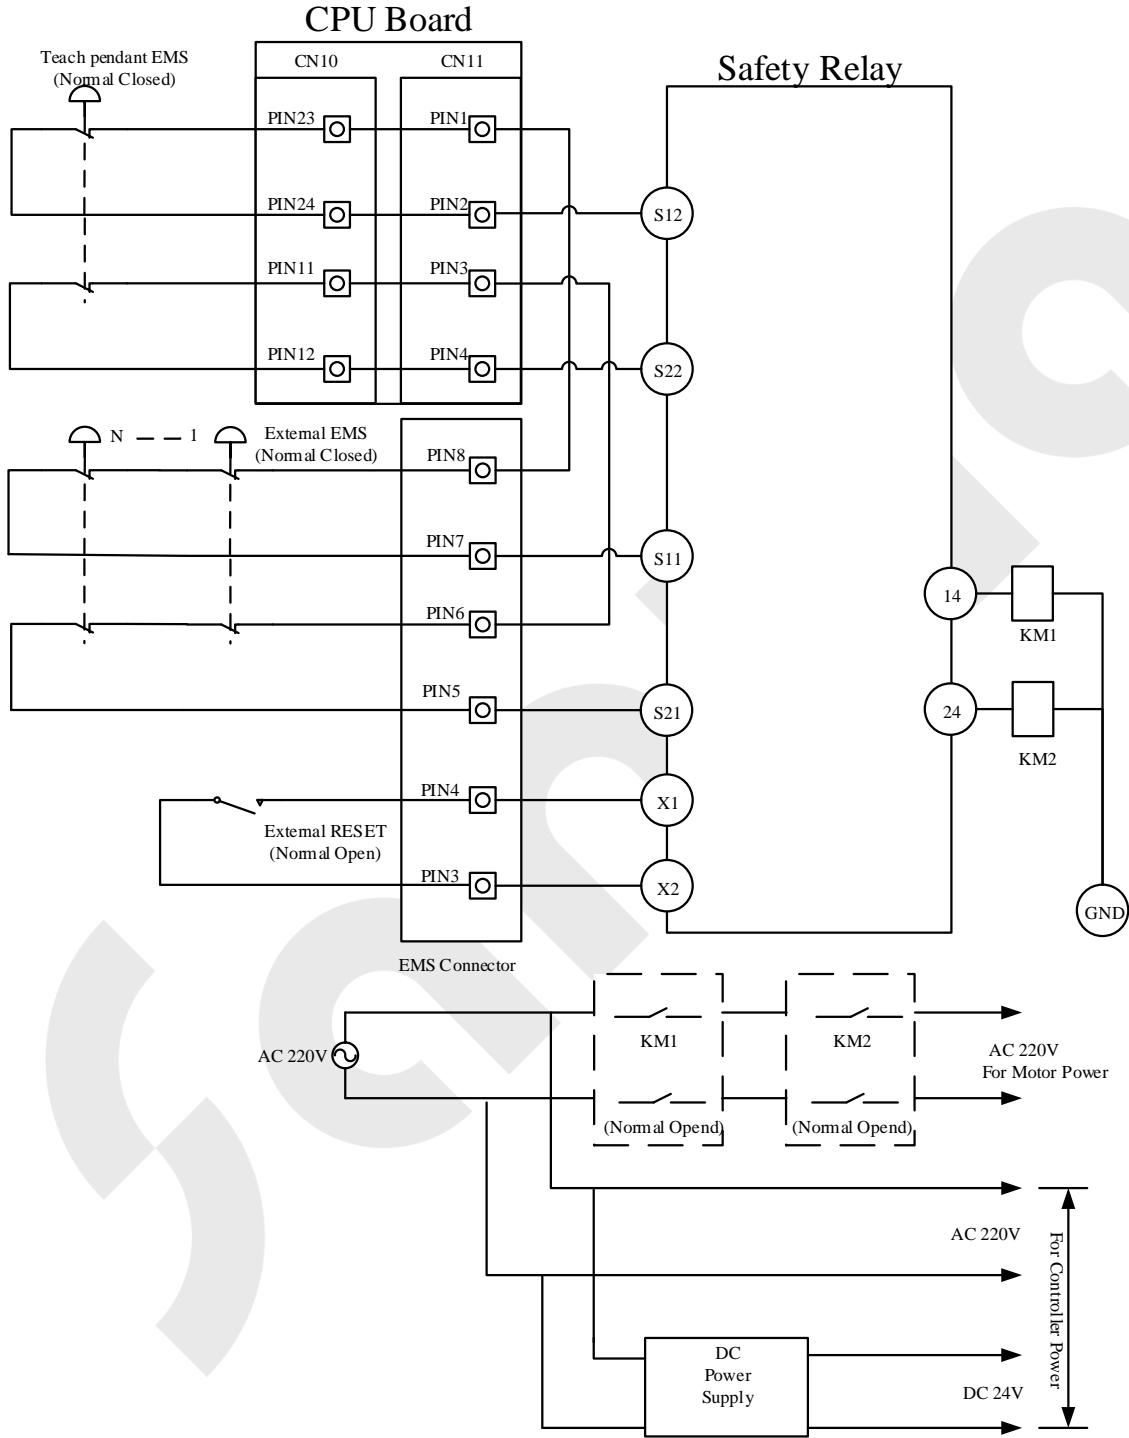 CPU Board
Teach pendant EMS
(Normal Closed)
CN10
CN11
Safety Relay
PIN23
PIN1
PIN24
PIN2
S12
PIN11
PIN3
PIN12
PIN4
S22
N
1
External EMS
(Normal Closed)
PIN8
PIN7
S11
14
KM1
PIN6
PIN5
S21
24
KM2
PIN4
X1
External RESET
(Normal Open)
PIN3
X2
GND
EMS Connector
AC 220V
KM1
KM2
AC 220V
For Motor Power
(Normal Opend)
(Normal Opend)
AC 220V
For Controller Power
DC
Power
Supply
DC 24V